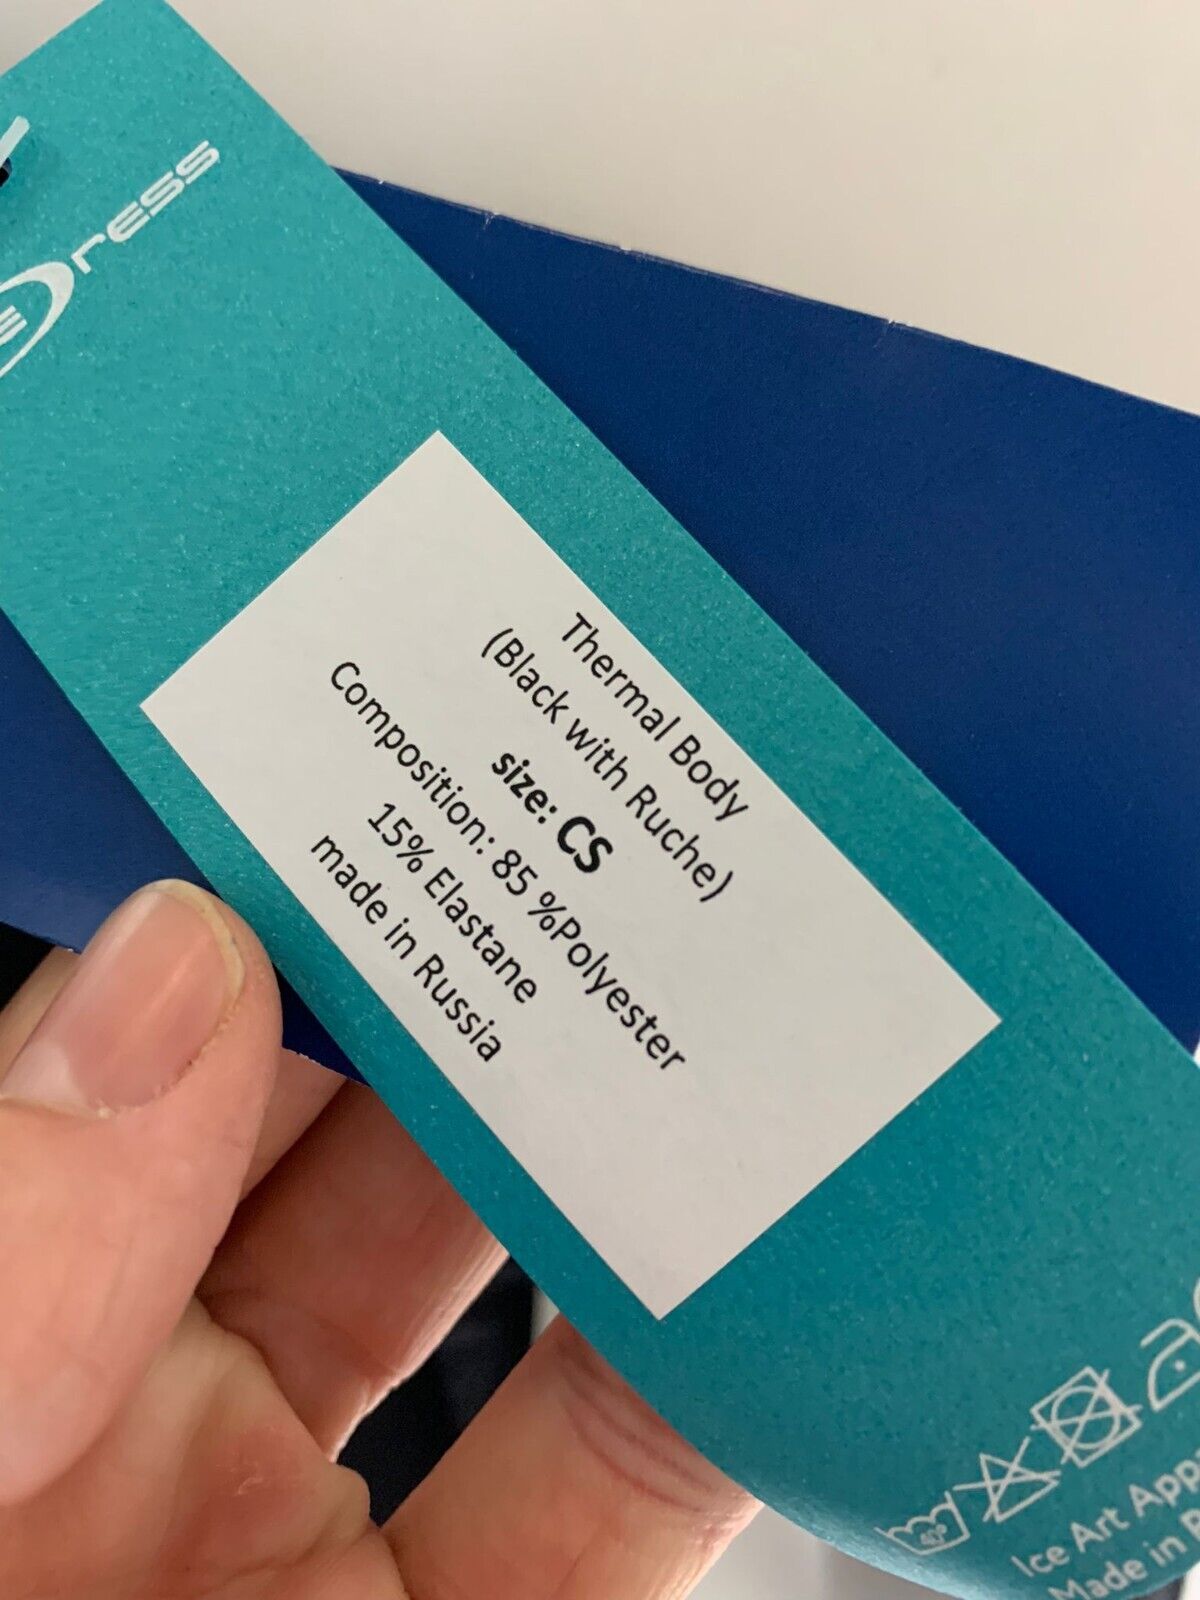 ress
Thermal Body
(Black with Ruche)
size: CS
Composition: 85 %Polyester
15% Elastane
made in Russia
40°
Ice Art
Made in